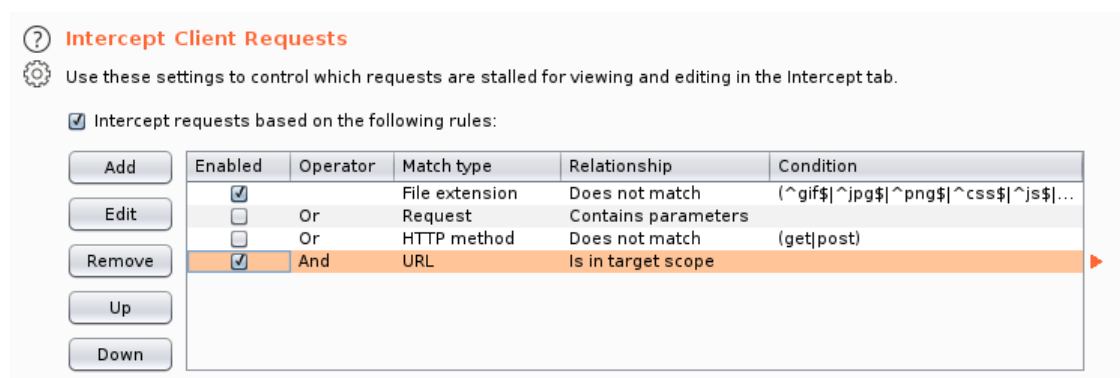 Intercept Client Requests
Use these settings to control which requests are stalled for viewing and editing in the Intercept tab.
Intercept requests based on the following rules:
Add
Edit
Remove
Up
Down
Enabled Operator Match type Relationship Condition
File extension Does not match (^gif$|^jpg$|^png$|^css$|^js$|...
Or Request Contains parameters
Or HTTP method Does not match (get|post)
And URL Is in target scope